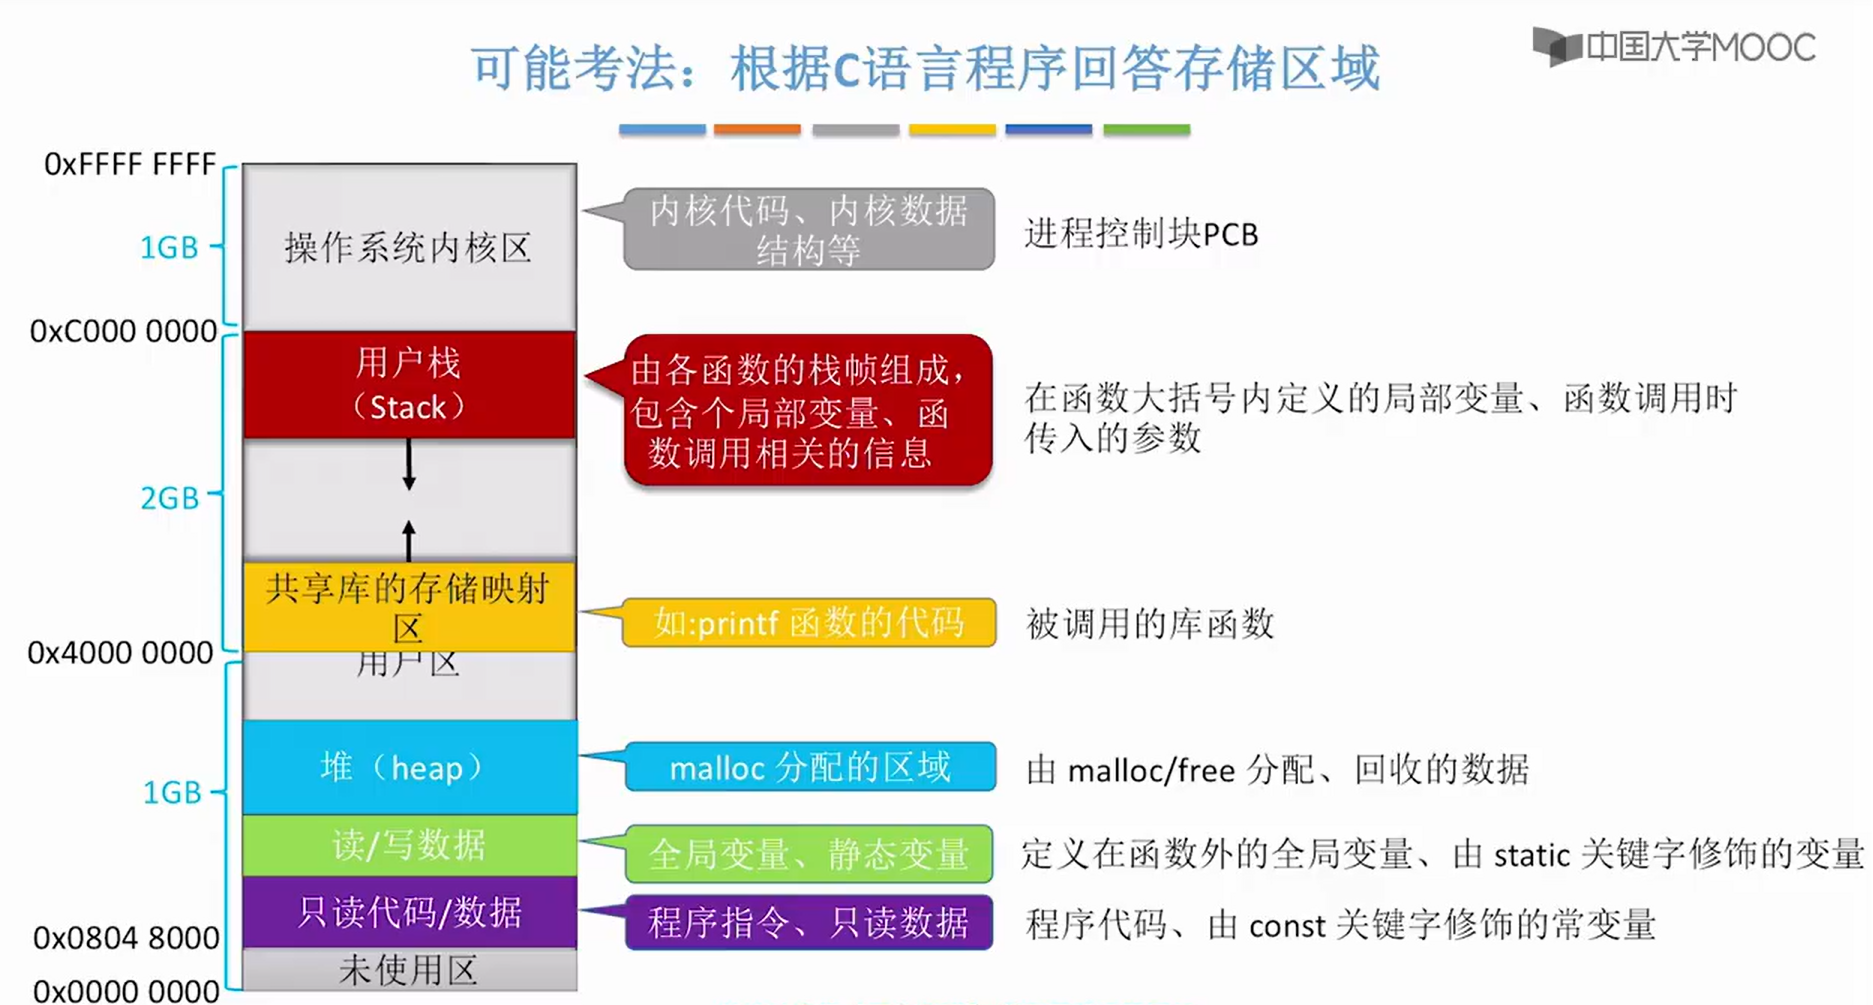 可能考法：根据C语言程序回答存储区域
中国大学MOOC
0xFFFF FFFF
1GB
操作系统内核区
内核代码、内核数据
结构等
进程控制块PCB
0xC000 0000
用户栈
（Stack）
由各函数的栈帧组成，
包含个局部变量、函
数调用相关的信息
在函数大括号内定义的局部变量、函数调用时
传入的参数
2GB
共享库的存储映射
区
如:printf 函数的代码
被调用的库函数
0x4000 0000
用户区
堆（heap）
malloc 分配的区域
由 malloc/free 分配、回收的数据
1GB
读/写数据
全局变量、静态变量
定义在函数外的全局变量、由 static 关键字修饰的变量
只读代码/数据
程序指令、只读数据
程序代码、由 const 关键字修饰的常变量
0x0804 8000
未使用区
0x0000 0000